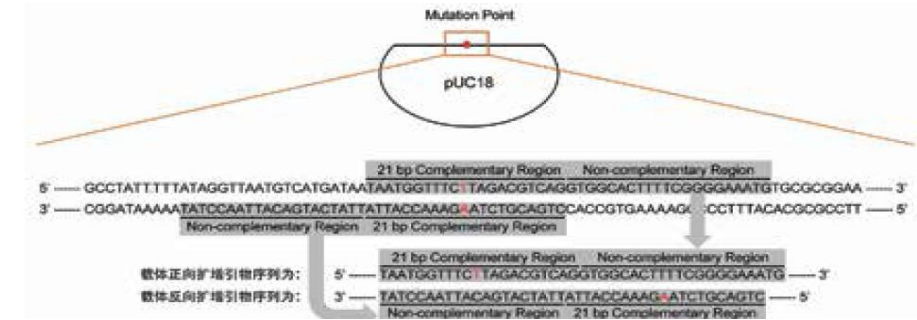 Mutation Point
pUC18
21 bp Complementary Region Non-complementary Region
5' ---- GCCTATTTTTATAGGTTAATGTCATGATAATAATGGTTTCTTAGACGTCAGGTGGCACTTTTCGGGGAAATGTGCGCGGAA ---- 3'
3' ---- CGGATAAAAATATCCAATTACAGTACTATTATTACCAAAGAATCTGCAGTCCACCGTGAAAAG CCCTTTACACGCGCCTT ---- 5'
Non-complementary Region 21 bp Complementary Region
21 bp Complementary Region Non-complementary Region
载体正向扩增引物序列为： 5' ---- TAATGGTTTCTTAGACGTCAGGTGGCACTTTTCGGGGAAATG ---- 3'
载体反向扩增引物序列为： 3' ---- TATCCAATTACAGTACTATTATTACCAAAGAATCTGCAGTC ---- 5'
Non-complementary Region 21 bp Complementary Region